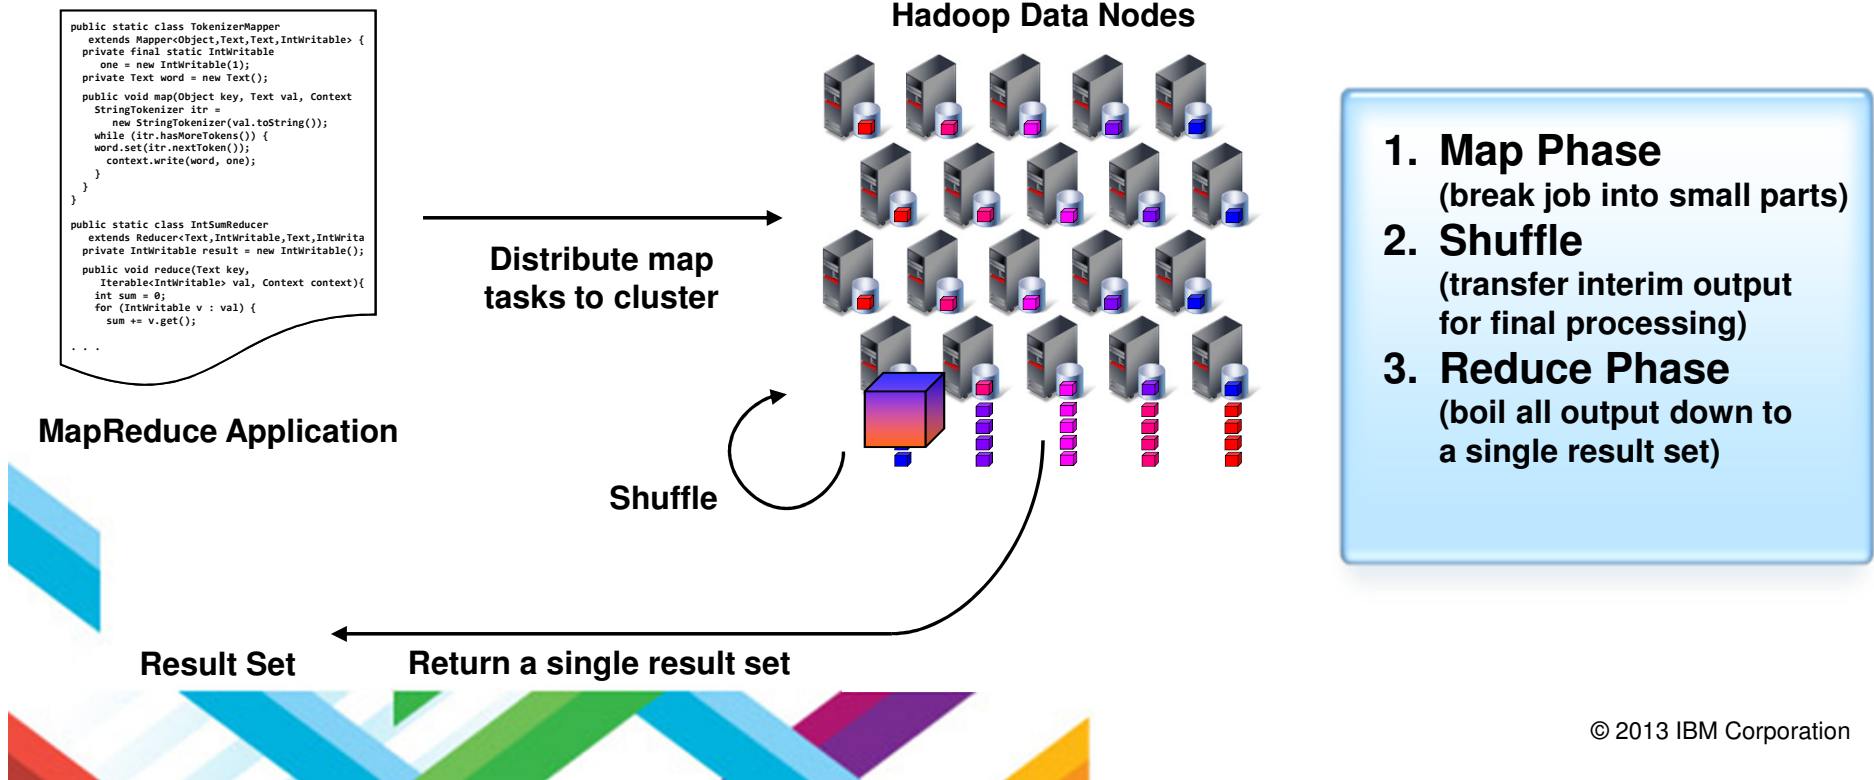 public static class TokenizerMapper
extends Mapper<Object,Text,Text,IntWritable> {
private final static IntWritable
one = new IntWritable(1);
private Text word = new Text();
public void map(Object key, Text val, Context
StringTokenizer itr =
new StringTokenizer(val.toString());
while (itr.hasMoreTokens()) {
word.set(itr.nextToken());
context.write(word, one);
}
}
}
public static class IntSumReducer
extends Reducer<Text,IntWritable,Text,IntWrita
private IntWritable result = new IntWritable();
public void reduce(Text key,
Iterable<IntWritable> val, Context context){
int sum = 0;
for (IntWritable v : val) {
sum += v.get();
. . .
MapReduce Application
Distribute map
tasks to cluster
Hadoop Data Nodes
Shuffle
Result Set
Return a single result set
1. Map Phase
(break job into small parts)
2. Shuffle
(transfer interim output
for final processing)
3. Reduce Phase
(boil all output down to
a single result set)
© 2013 IBM Corporation